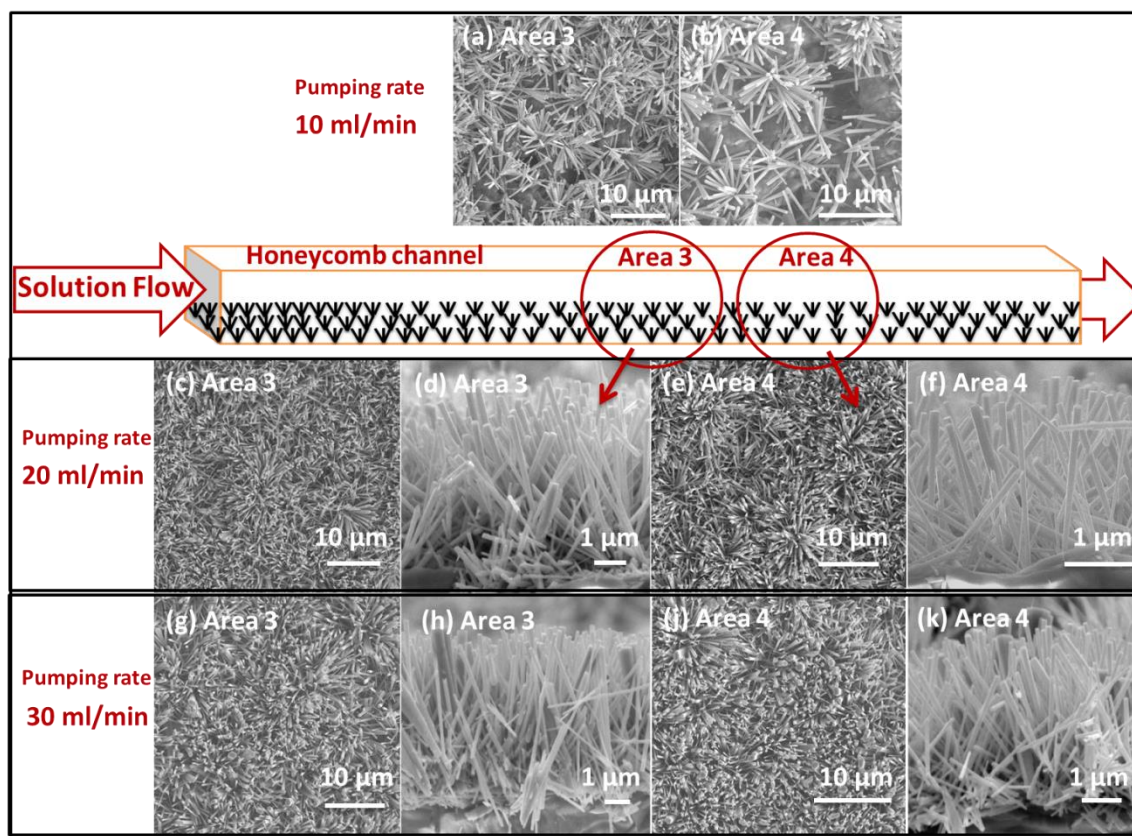 (a) Area 3
(b) Area 4
Pumping rate
10 ml/min
10 µm
10 µm
Honeycomb channel
Area 3
Area 4
Solution Flow
(c) Area 3
(d) Area 3
(e) Area 4
(f) Area 4
Pumping rate
20 ml/min
10 µm
1 µm
10 µm
1 µm
(g) Area 3
(h) Area 3
(j) Area 4
(k) Area 4
Pumping rate
30 ml/min
10 µm
1 µm
10 µm
1 µm